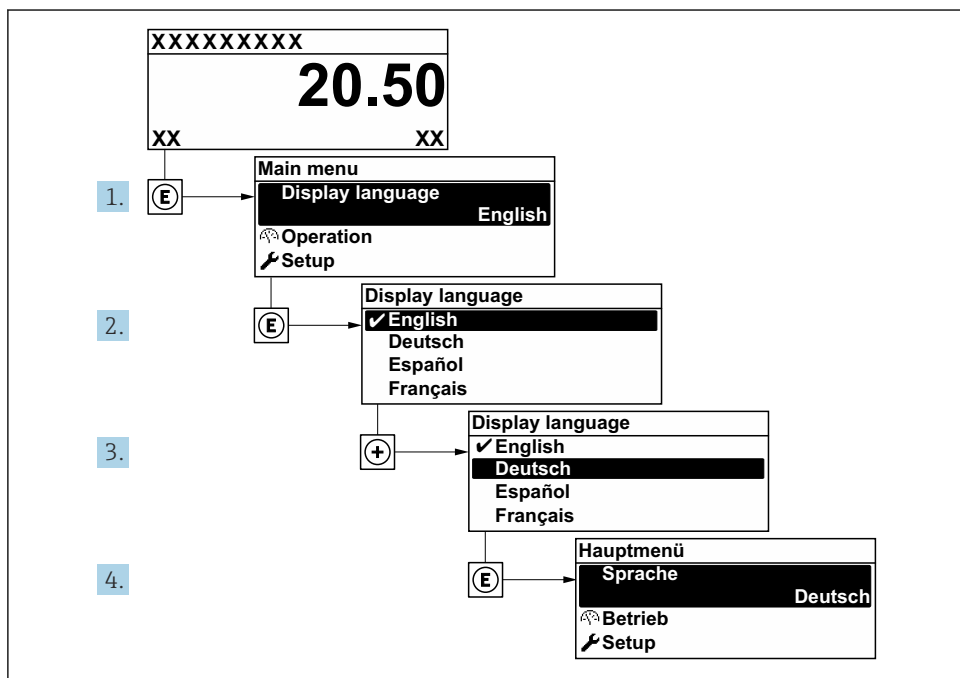 XXXXXXXXX
20.50
XX XX
1. E
Main menu
Display language
English
Operation
Setup
2. E
Display language
✔ English
Deutsch
Español
Français
3. +
Display language
✔ English
Deutsch
Español
Français
4. E
Hauptmenü
Sprache
Deutsch
Betrieb
Setup